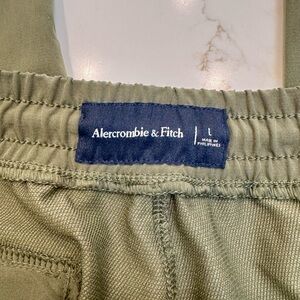 Abercrombie & Fitch
L
MADE IN
PHILIPPINES